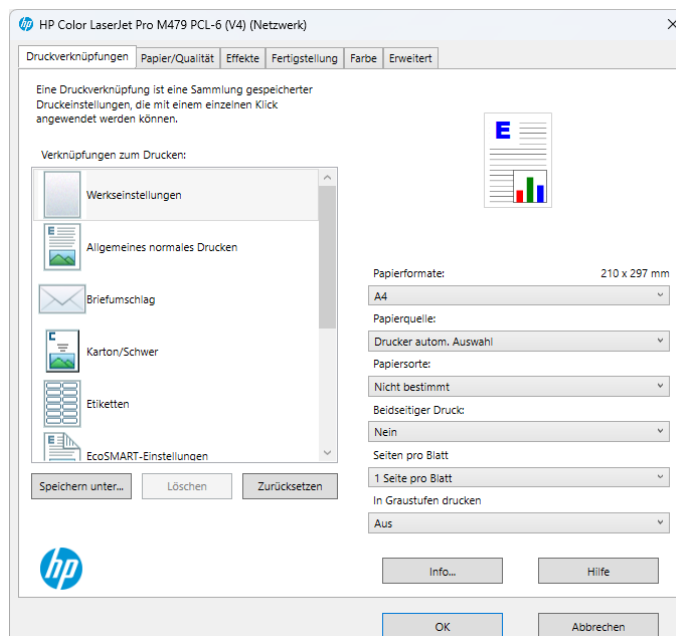 HP Color LaserJet Pro M479 PCL-6 (V4) (Netzwerk)
Druckverknüpfungen Papier/Qualität Effekte Fertigstellung Farbe Erweitert
Eine Druckverknüpfung ist eine Sammlung gespeicherter
Druckeinstellungen, die mit einem einzelnen Klick
angewendet werden können.
Verknüpfungen zum Drucken:
Werkseinstellungen
Allgemeines normales Drucken
Briefumschlag
Karton/Schwer
Etiketten
EcoSMART-Einstellungen
Speichern unter... Löschen Zurücksetzen
E
Papierformate: 210 x 297 mm
A4
Papierquelle:
Drucker autom. Auswahl
Papiersorte:
Nicht bestimmt
Beidseitiger Druck:
Nein
Seiten pro Blatt
1 Seite pro Blatt
In Graustufen drucken
Aus
hp
Info... Hilfe
OK Abbrechen